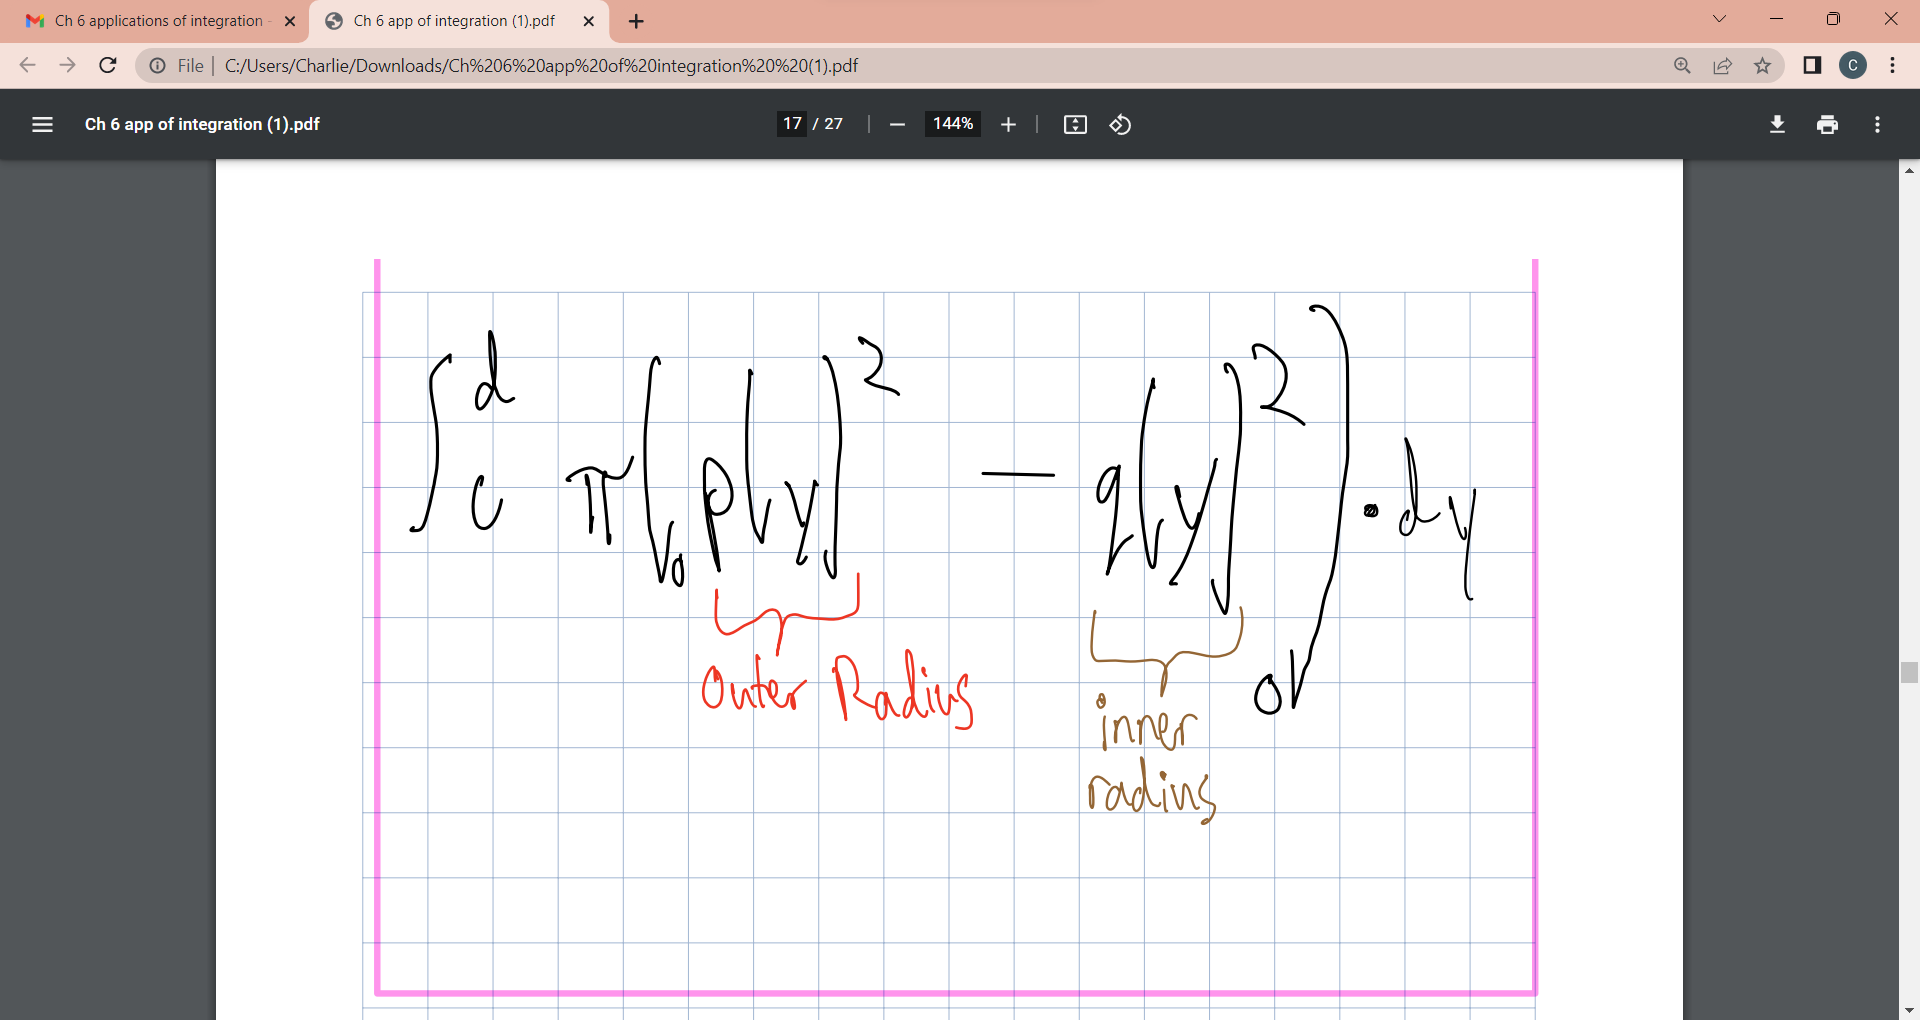 Ch 6 applications of integration -
Ch 6 app of integration (1).pdf
File | C:/Users/Charlie/Downloads/Ch%206%20app%20of%20integration%20%20(1).pdf
C
Ch 6 app of integration (1).pdf
17 / 27
144%
∫_c^d π( p(y)² − q(y)² ) · dy
Outer Radius
inner
radius